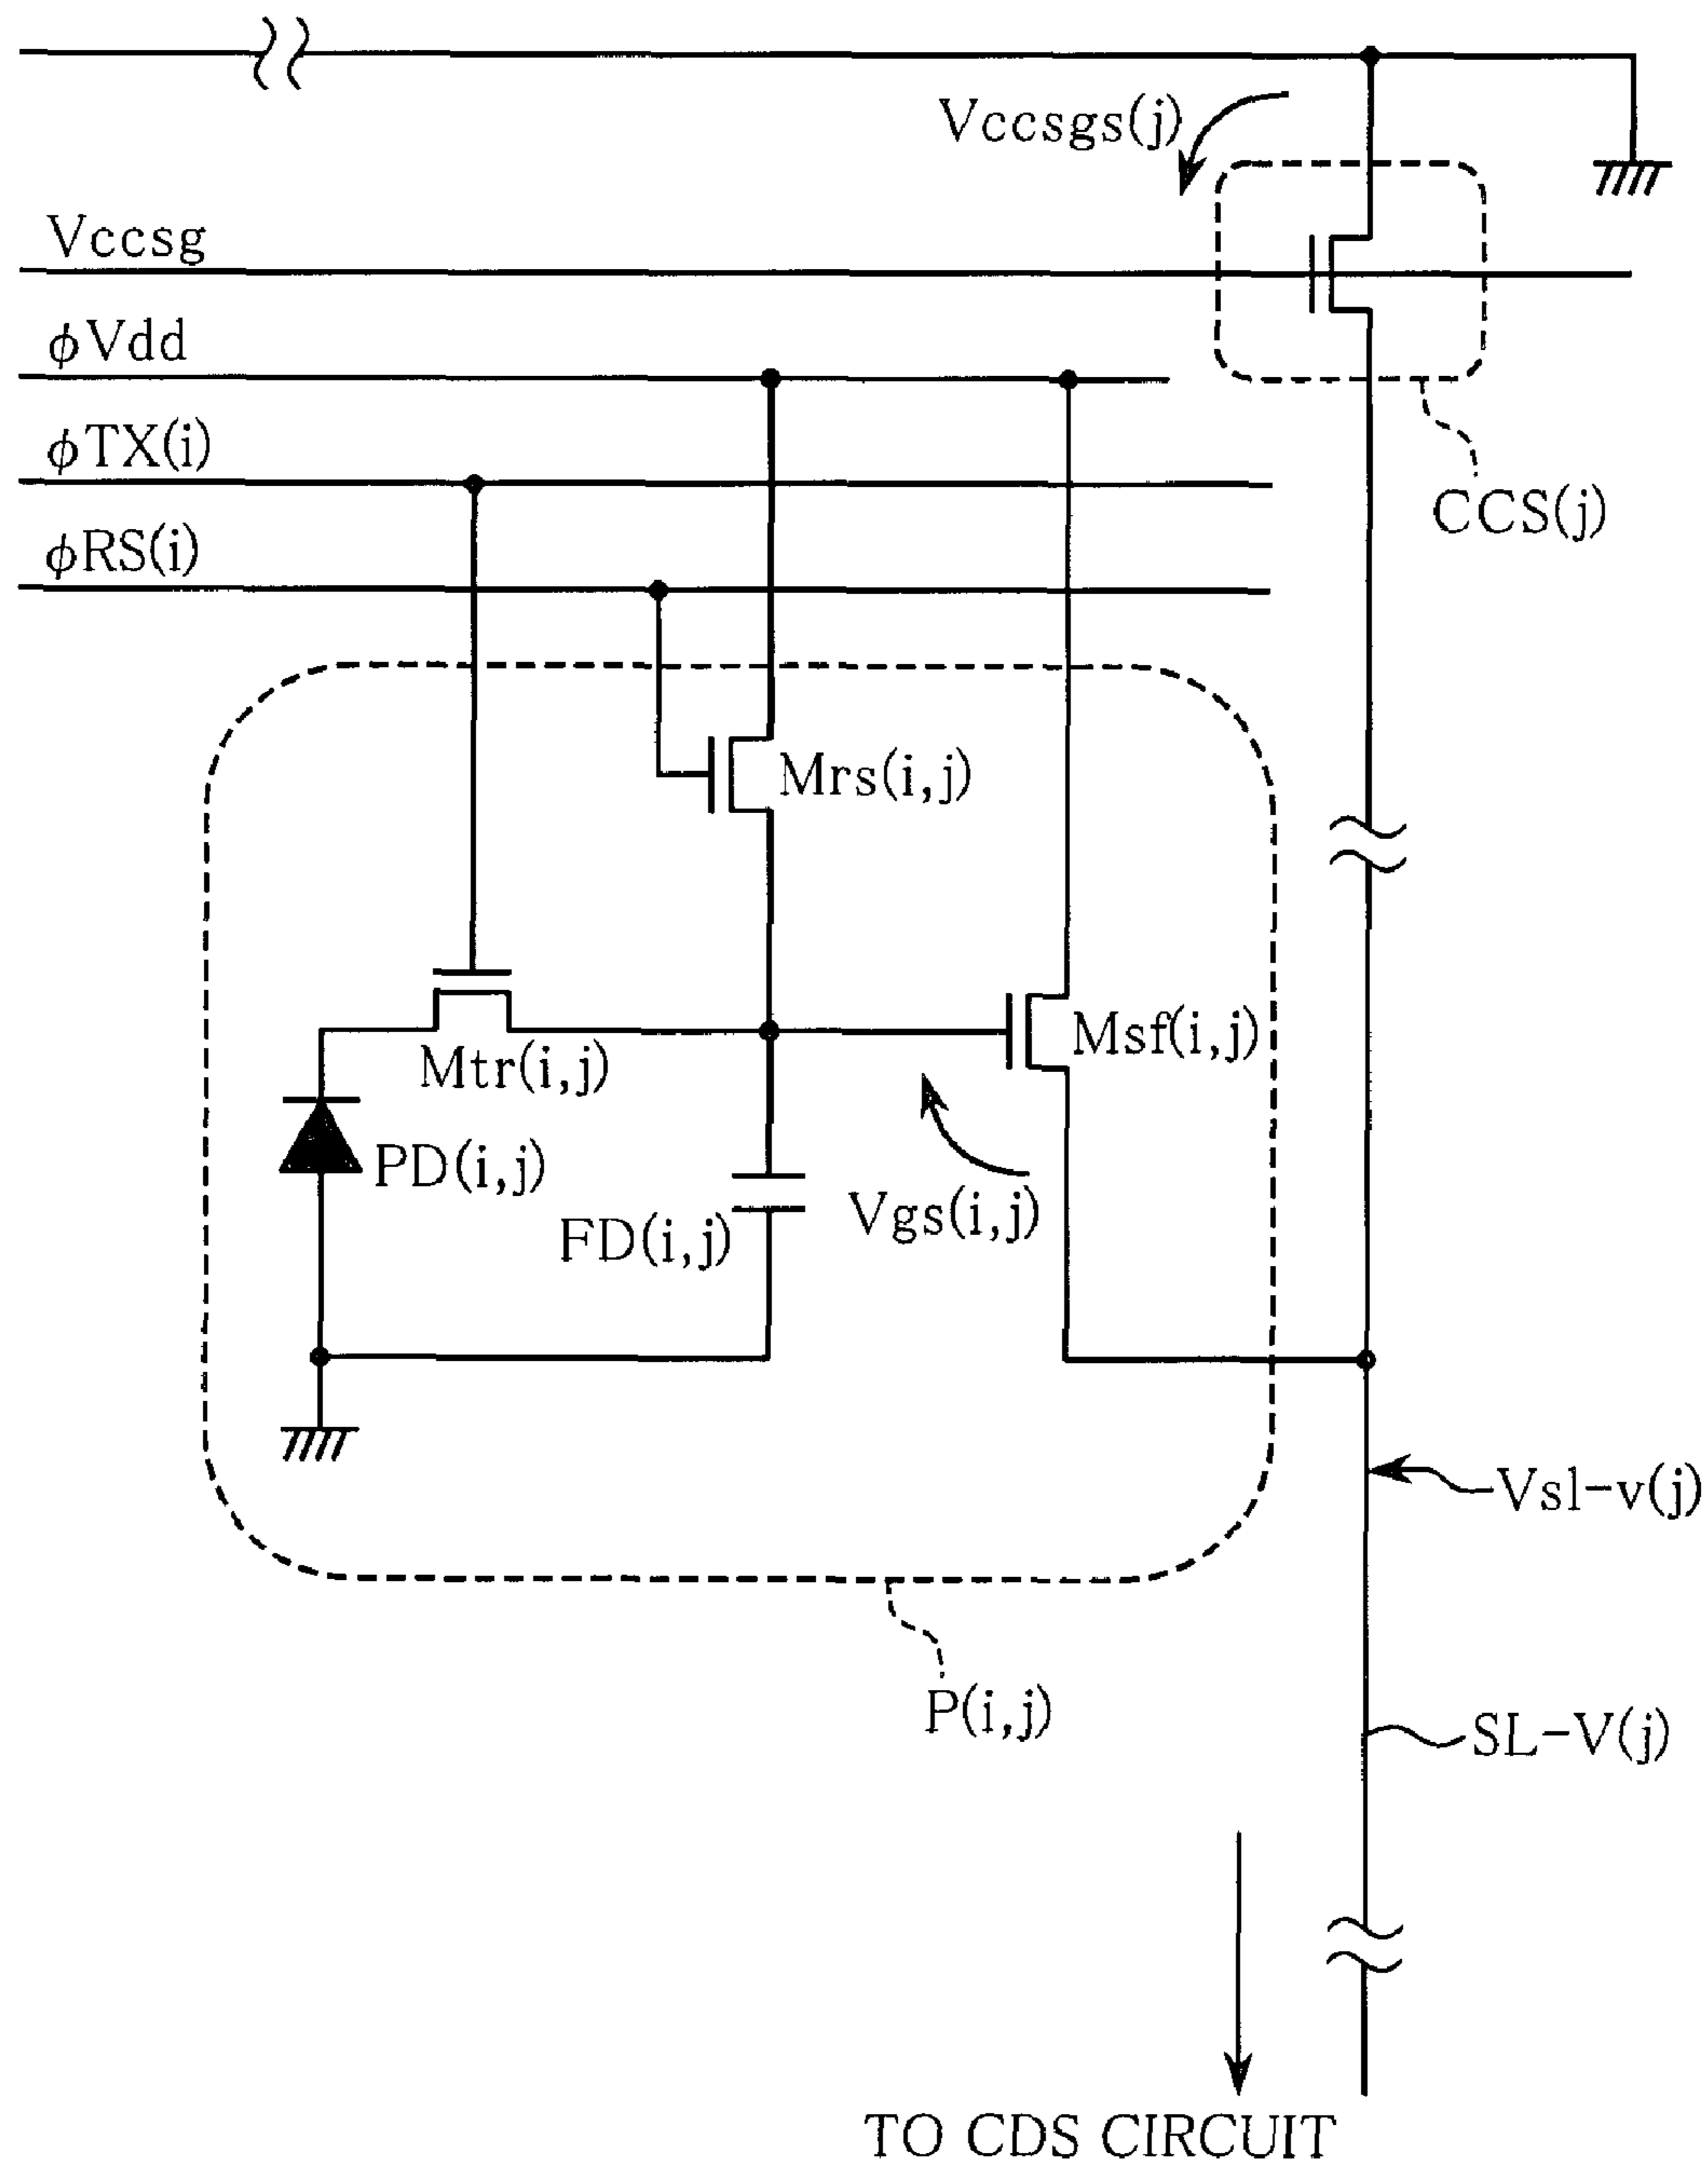 Vccsgs(j)
Vccsg
φVdd
φTX(i)
CCS(j)
φRS(i)
Mrs(i,j)
Msf(i,j)
Mtr(i,j)
PD(i,j)
Vgs(i,j)
FD(i,j)
Vsl-v(j)
P(i,j)
SL-V(j)
TO CDS CIRCUIT